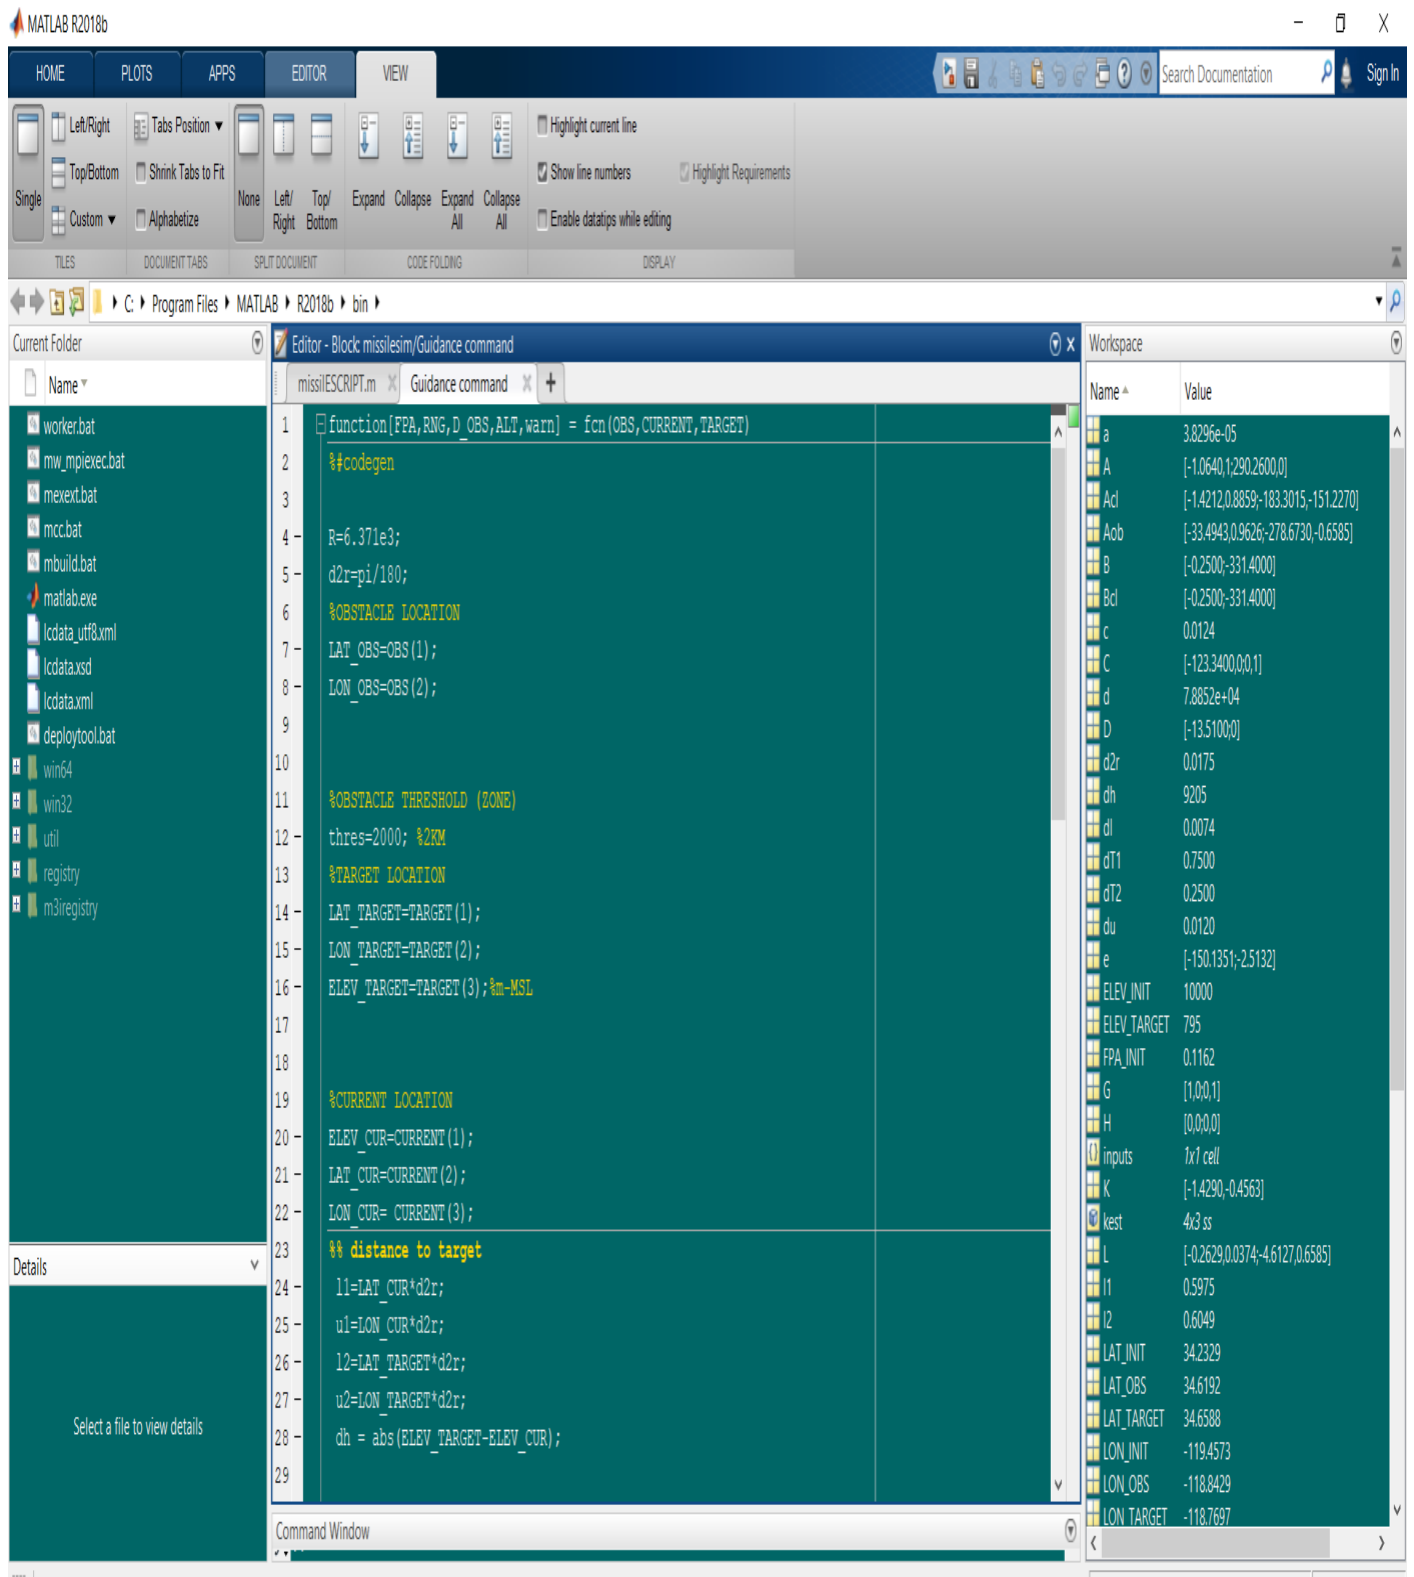 MATLAB R2018b
HOME PLOTS APPS EDITOR VIEW Search Documentation Sign In
Single Left/Right Top/Bottom Custom
Tabs Position Shrink Tabs to Fit Alphabetize
None Left/Right Top/Bottom
Expand Collapse Expand All Collapse All
Highlight current line
Show line numbers Highlight Requirements
Enable datatips while editing
TILES DOCUMENT TABS SPLIT DOCUMENT CODE FOLDING DISPLAY
C: Program Files MATLAB R2018b bin
Current Folder
Name
worker.bat
mw_mpiexec.bat
mexext.bat
mcc.bat
mbuild.bat
matlab.exe
lcdata_utf8.xml
lcdata.xsd
lcdata.xml
deploytool.bat
win64
win32
util
registry
m3iregistry
Details
Select a file to view details
Editor - Block: missilesim/Guidance command
missilESCRIPT.m Guidance command
1 function[FPA,RNG,D_OBS,ALT,warn] = fcn(OBS,CURRENT,TARGET)
2 %#codegen
3
4 R=6.371e3;
5 d2r=pi/180;
6 %OBSTACLE LOCATION
7 LAT_OBS=OBS(1);
8 LON_OBS=OBS(2);
9
10
11 %OBSTACLE THRESHOLD (ZONE)
12 thres=2000; %2KM
13 %TARGET LOCATION
14 LAT_TARGET=TARGET(1);
15 LON_TARGET=TARGET(2);
16 ELEV_TARGET=TARGET(3);%m-MSL
17
18
19 %CURRENT LOCATION
20 ELEV_CUR=CURRENT(1);
21 LAT_CUR=CURRENT(2);
22 LON_CUR= CURRENT(3);
23 %% distance to target
24 l1=LAT_CUR*d2r;
25 u1=LON_CUR*d2r;
26 l2=LAT_TARGET*d2r;
27 u2=LON_TARGET*d2r;
28 dh = abs(ELEV_TARGET-ELEV_CUR);
29
Command Window
Workspace
Name Value
a 3.8296e-05
A [-1.0640,1;290.2600,0]
Acl [-1.4212,0.8859;-183.3015,-151.2270]
Aob [-33.4943,0.9626;-278.6730,-0.6585]
B [-0.2500;-331.4000]
Bcl [-0.2500;-331.4000]
c 0.0124
C [-123.3400,0;0,1]
d 7.8852e+04
D [-13.5100;0]
d2r 0.0175
dh 9205
dl 0.0074
dT1 0.7500
dT2 0.2500
du 0.0120
e [-150.1351;-2.5132]
ELEV_INIT 10000
ELEV_TARGET 795
FPA_INIT 0.1162
G [1,0;0,1]
H [0,0;0,0]
inputs 1x1 cell
K [-1.4290,-0.4563]
kest 4x3 ss
L [-0.2629,0.0374;-4.6127,0.6585]
l1 0.5975
l2 0.6049
LAT_INIT 34.2329
LAT_OBS 34.6192
LAT_TARGET 34.6588
LON_INIT -119.4573
LON_OBS -118.8429
LON_TARGET -118.7697